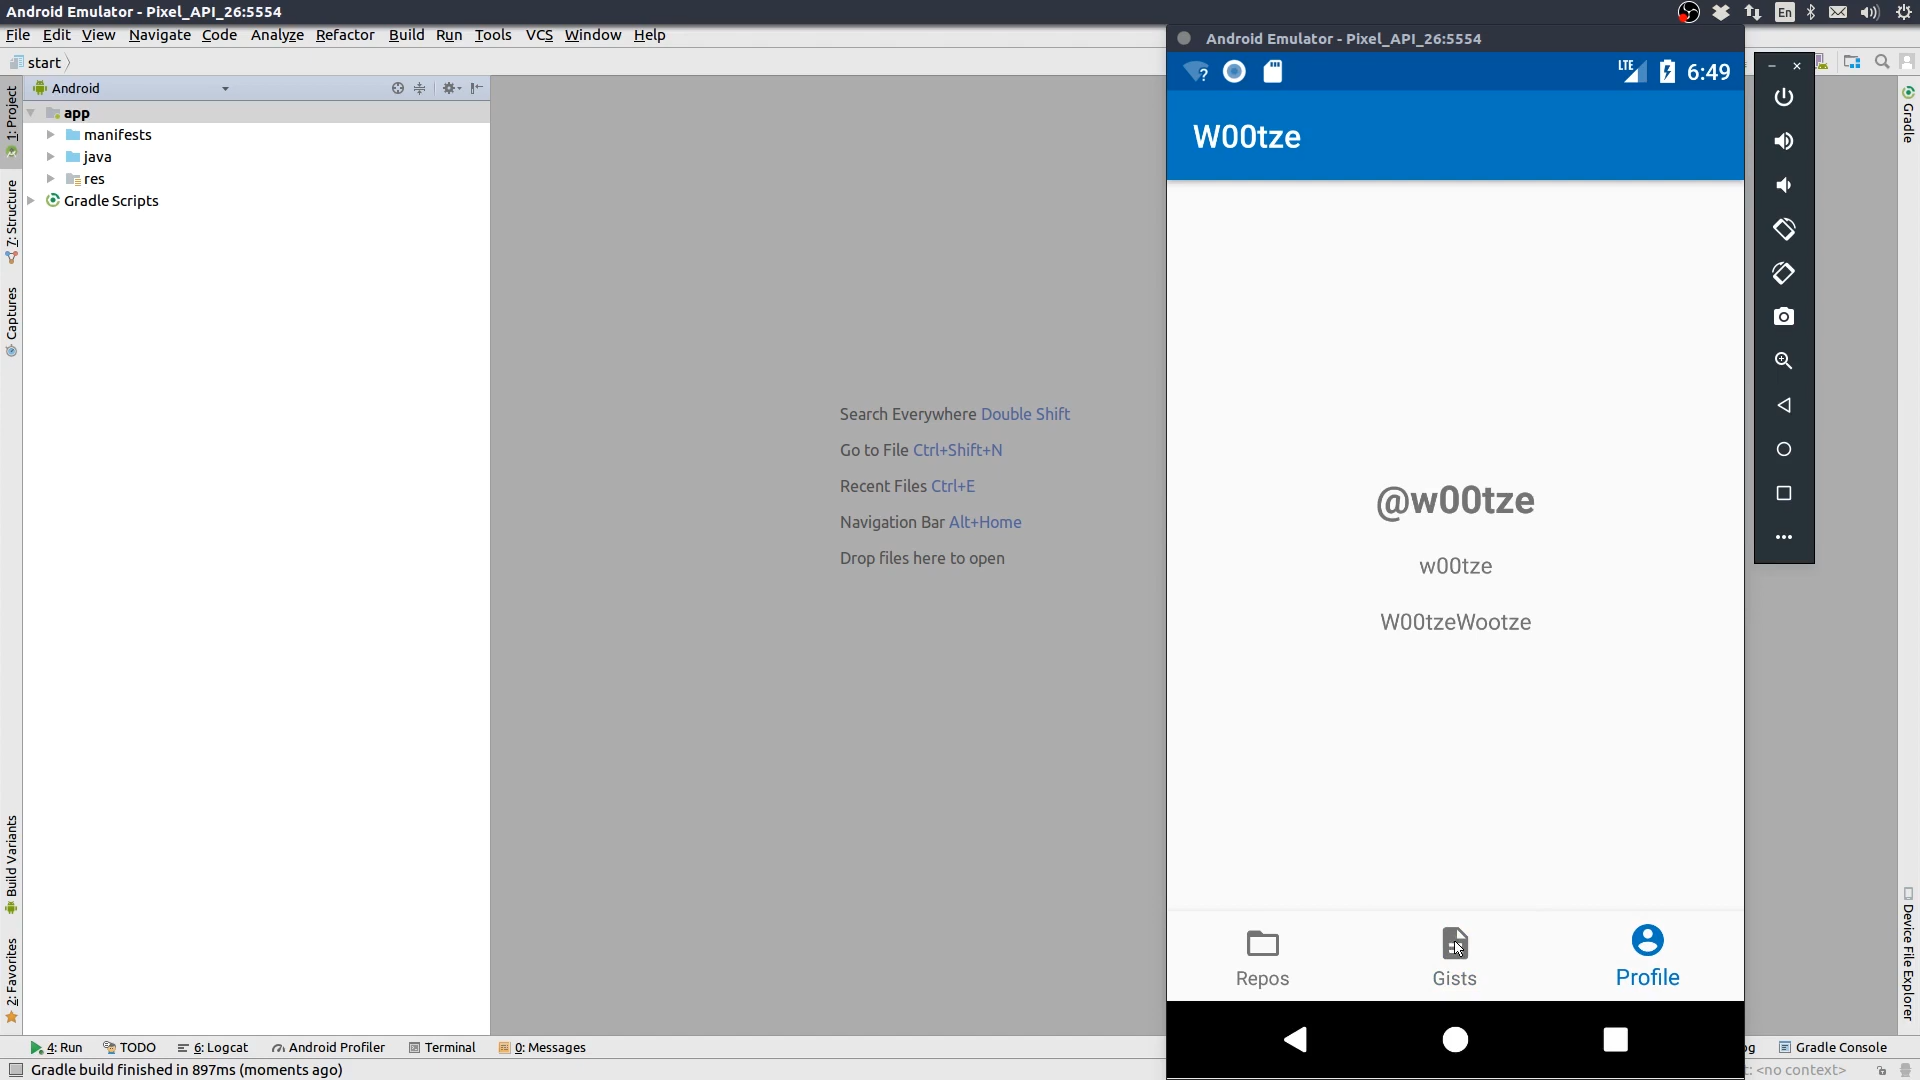 Android Emulator - Pixel_API_26:5554
En
File Edit View Navigate Code Analyze Refactor Build Run Tools VCS Window Help
start
Android
app
manifests
java
res
Gradle Scripts
1: Project
7: Structure
Captures
Build Variants
2: Favorites
Search Everywhere Double Shift
Go to File Ctrl+Shift+N
Recent Files Ctrl+E
Navigation Bar Alt+Home
Drop files here to open
Android Emulator - Pixel_API_26:5554
LTE 6:49
W00tze
@w00tze
w00tze
W00tzeWootze
Repos Gists Profile
Gradle
Device File Explorer
4: Run TODO 6: Logcat Android Profiler Terminal 0: Messages
og Gradle Console
Gradle build finished in 897ms (moments ago)
t: <no context>